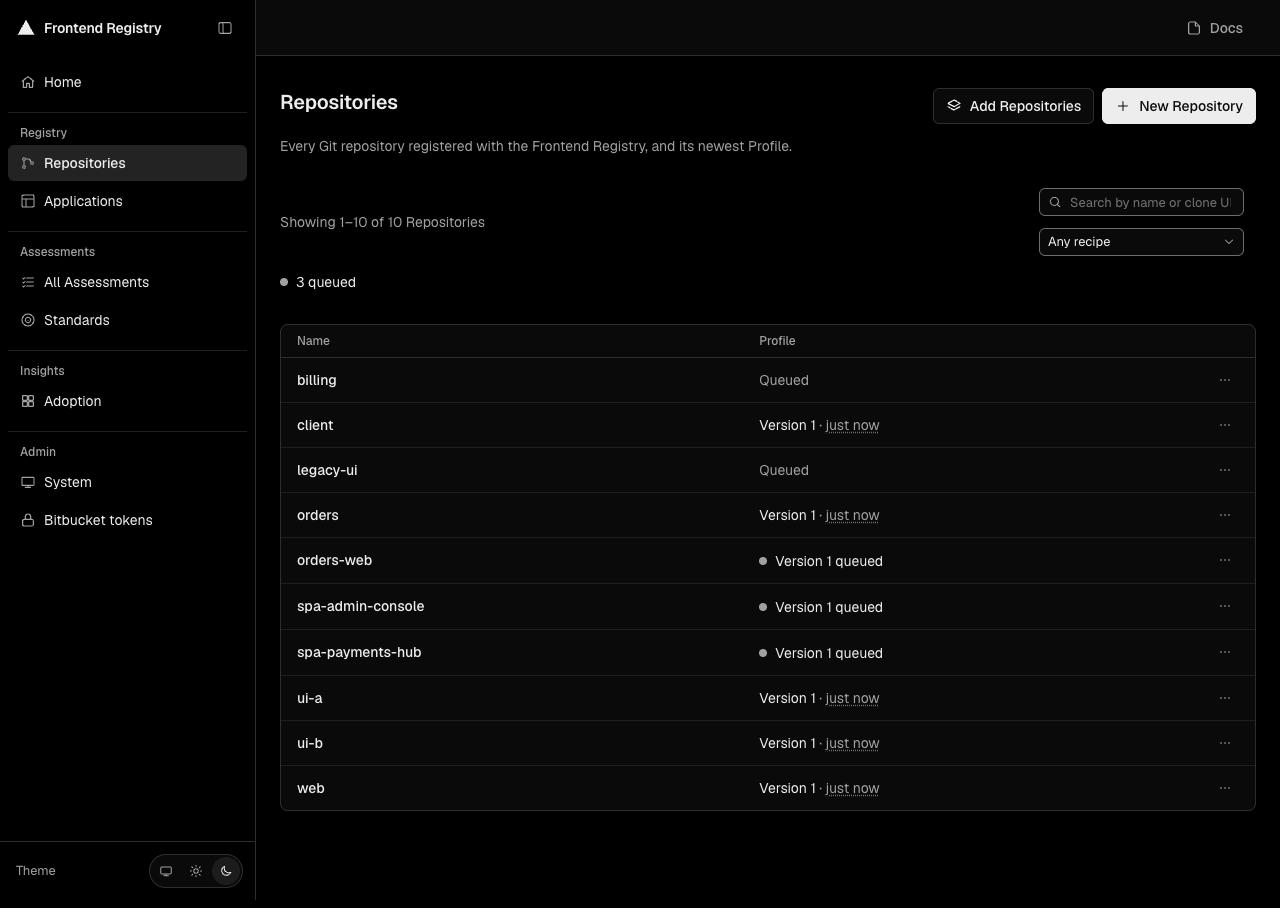 Frontend Registry
Docs
Home
Registry
Repositories
Applications
Assessments
All Assessments
Standards
Insights
Adoption
Admin
System
Bitbucket tokens
Theme
Repositories
Add Repositories
New Repository
Every Git repository registered with the Frontend Registry, and its newest Profile.
Showing 1–10 of 10 Repositories
Search by name or clone U
Any recipe
3 queued
Name Profile
billing Queued
client Version 1 · just now
legacy-ui Queued
orders Version 1 · just now
orders-web Version 1 queued
spa-admin-console Version 1 queued
spa-payments-hub Version 1 queued
ui-a Version 1 · just now
ui-b Version 1 · just now
web Version 1 · just now